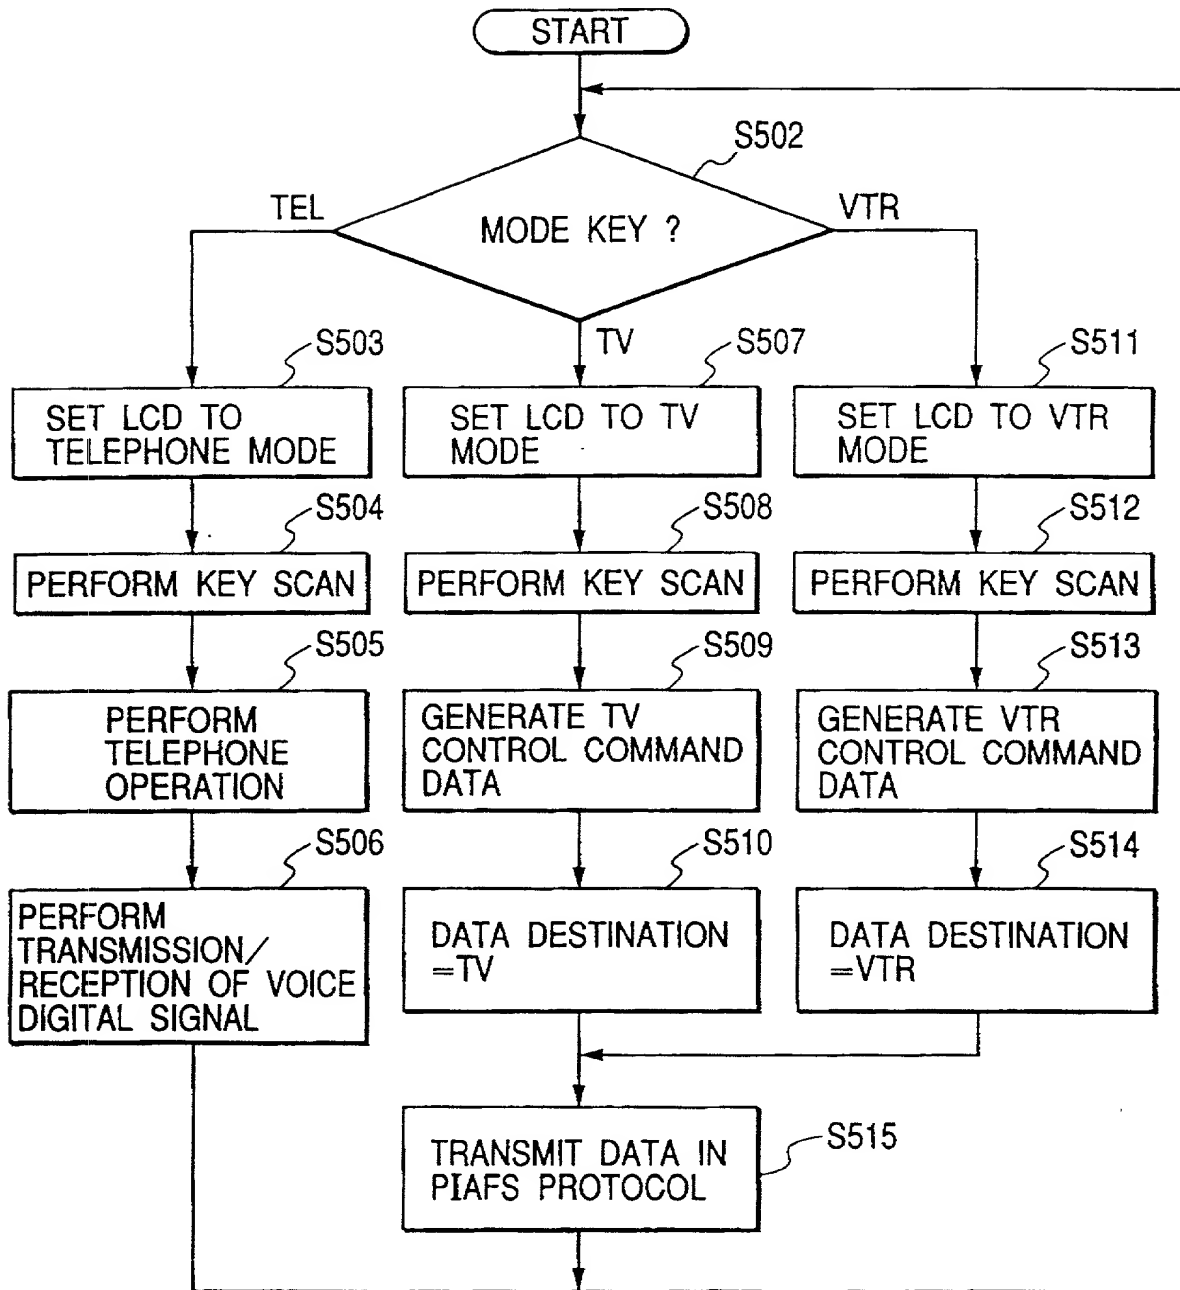 START
S502
MODE KEY ?
TEL
VTR
TV
S503
SET LCD TO
TELEPHONE MODE
S504
PERFORM KEY SCAN
S505
PERFORM
TELEPHONE
OPERATION
S506
PERFORM
TRANSMISSION/
RECEPTION OF VOICE
DIGITAL SIGNAL
S507
SET LCD TO TV
MODE
S508
PERFORM KEY SCAN
S509
GENERATE TV
CONTROL COMMAND
DATA
S510
DATA DESTINATION
=TV
S511
SET LCD TO VTR
MODE
S512
PERFORM KEY SCAN
S513
GENERATE VTR
CONTROL COMMAND
DATA
S514
DATA DESTINATION
=VTR
S515
TRANSMIT DATA IN
PIAFS PROTOCOL